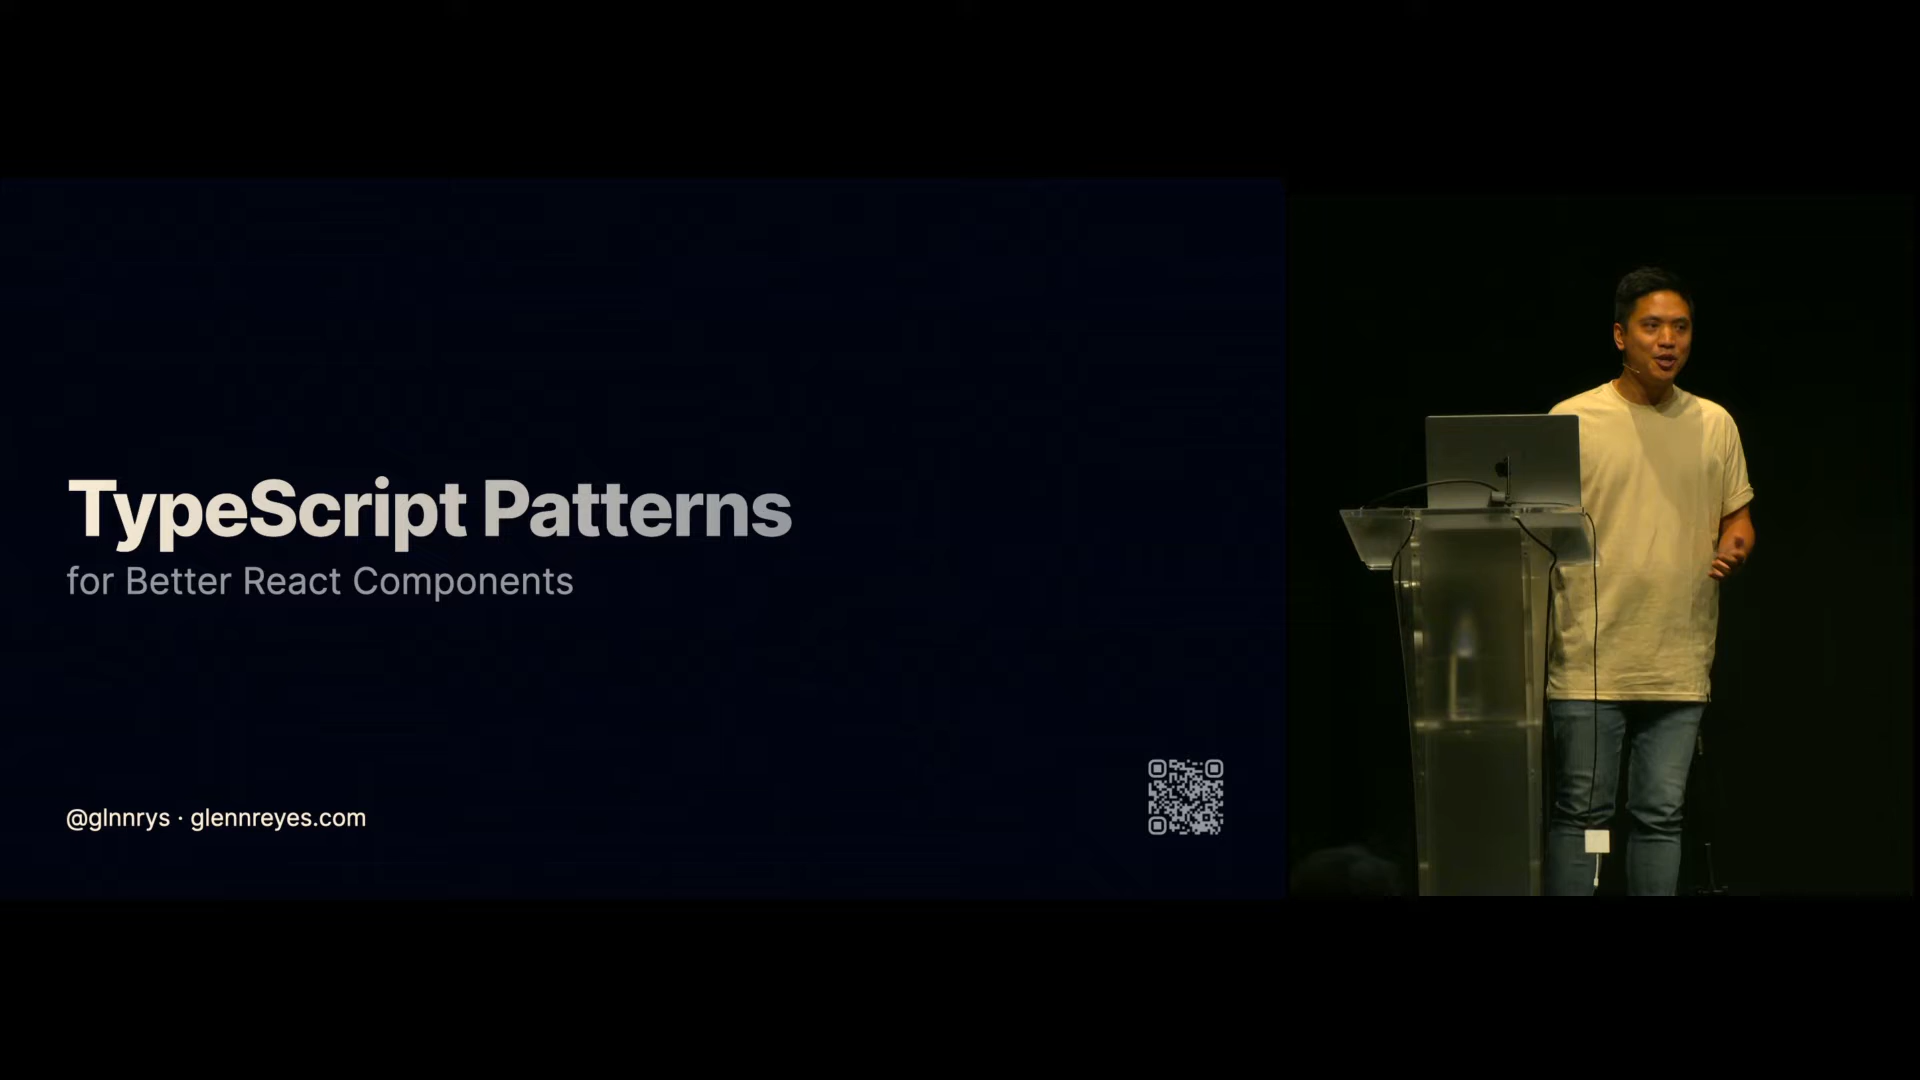 TypeScript Patterns
for Better React Components
@glnnrys · glennreyes.com